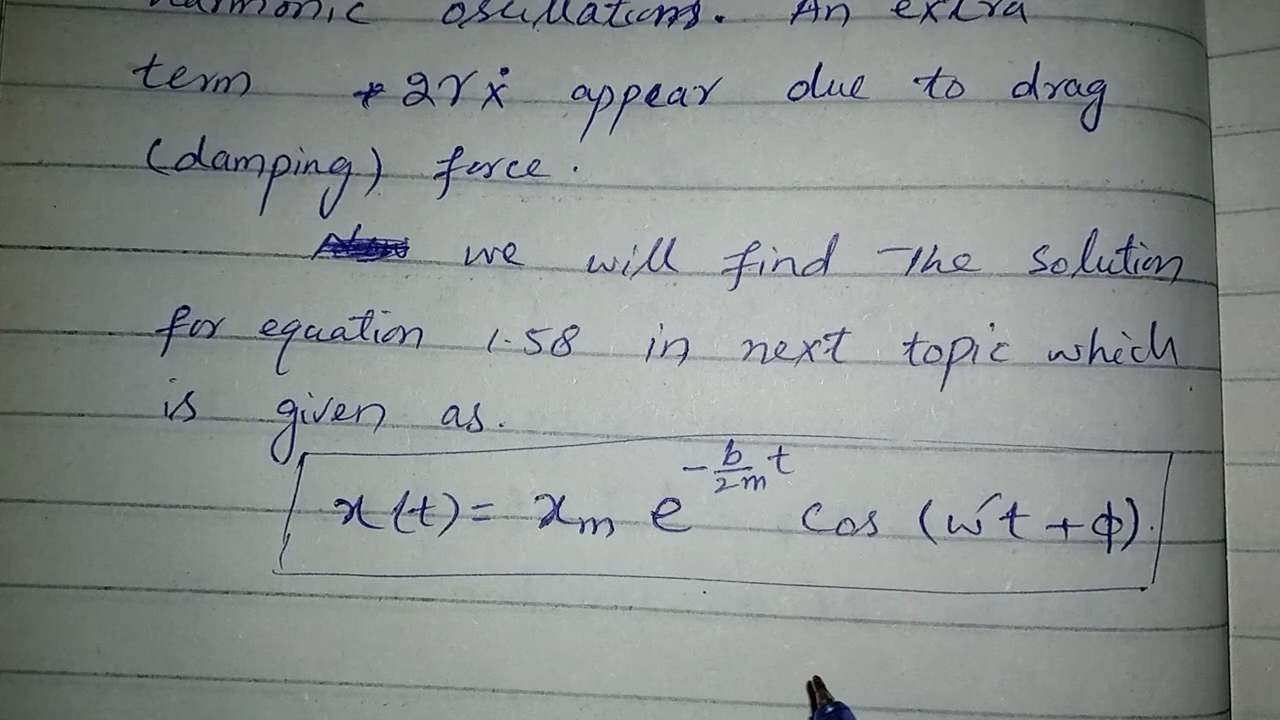 harmonic oscillations. An extra
term + 2γẋ appear due to drag
(damping) force.
we will find the solution
for equation 1.58 in next topic which
is given as.
x(t) = xₘ e^(-b/2m t) cos (ω't + φ).